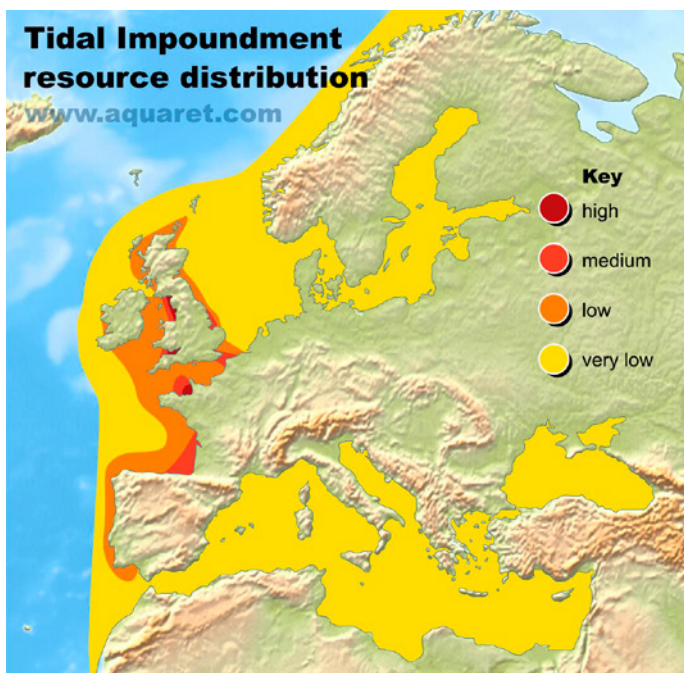 Tidal Impoundment
resource distribution
www.aquaret.com
Key
high
medium
low
very low